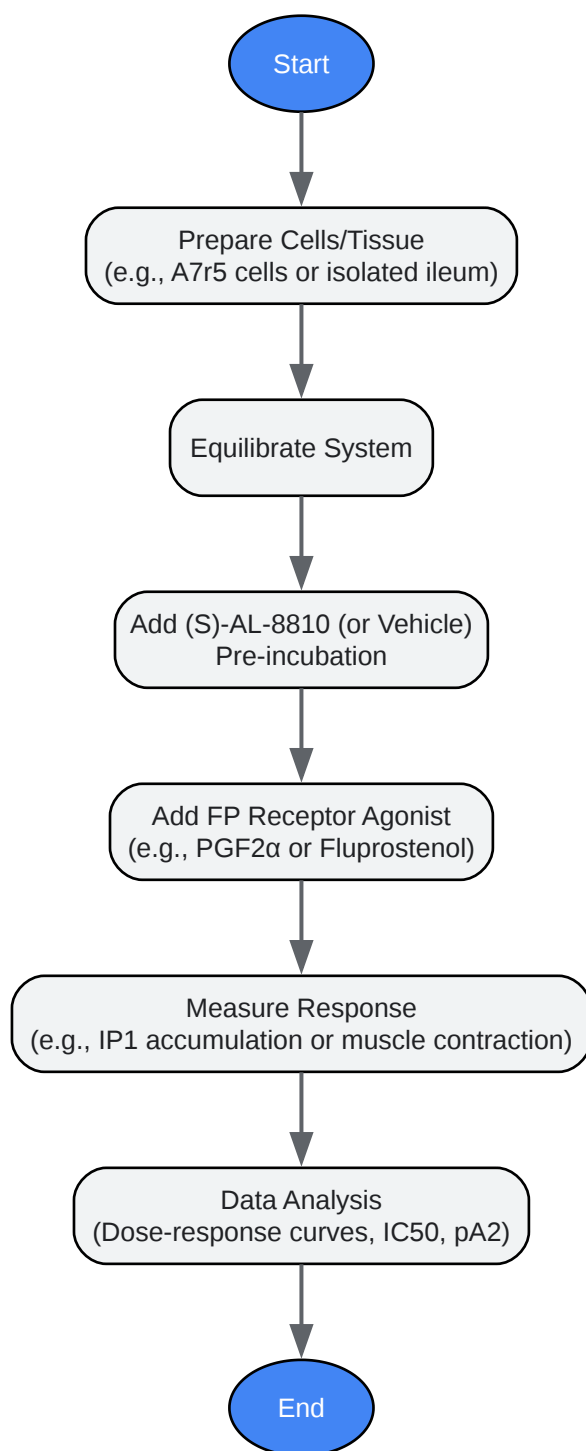 Start
Prepare Cells/Tissue
(e.g., A7r5 cells or isolated ileum)
Equilibrate System
Add (S)-AL-8810 (or Vehicle)
Pre-incubation
Add FP Receptor Agonist
(e.g., PGF2α or Fluprostenol)
Measure Response
(e.g., IP1 accumulation or muscle contraction)
Data Analysis
(Dose-response curves, IC50, pA2)
End